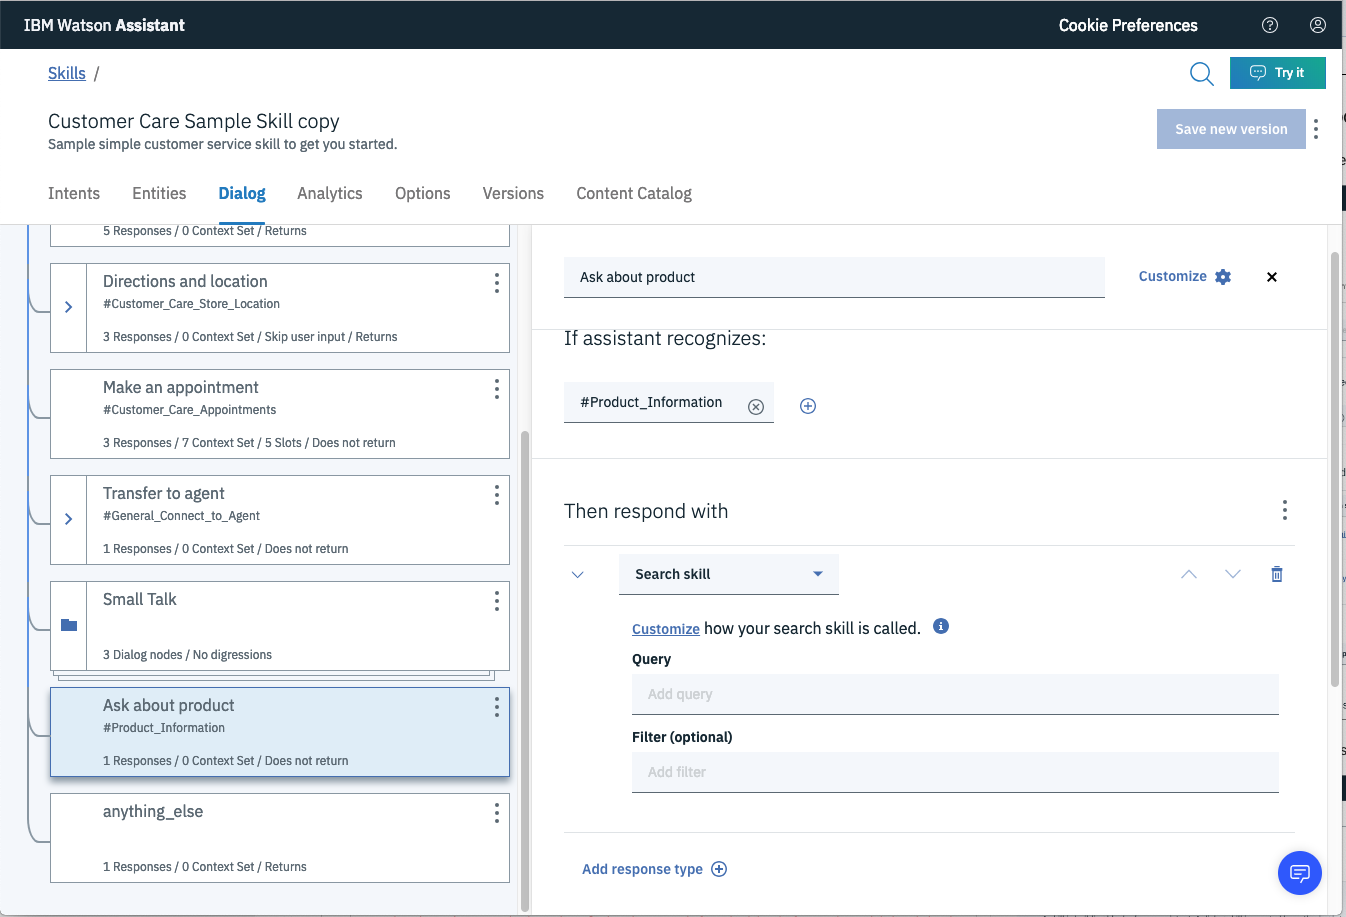 IBM Watson Assistant
Cookie Preferences
Skills /
Try it
Customer Care Sample Skill copy
Sample simple customer service skill to get you started.
Save new version
Intents Entities Dialog Analytics Options Versions Content Catalog
5 Responses / 0 Context Set / Returns
Directions and location
#Customer_Care_Store_Location
3 Responses / 0 Context Set / Skip user input / Returns
Make an appointment
#Customer_Care_Appointments
3 Responses / 7 Context Set / 5 Slots / Does not return
Transfer to agent
#General_Connect_to_Agent
1 Responses / 0 Context Set / Does not return
Small Talk
3 Dialog nodes / No digressions
Ask about product
#Product_Information
1 Responses / 0 Context Set / Does not return
anything_else
1 Responses / 0 Context Set / Returns
Ask about product
Customize
If assistant recognizes:
#Product_Information
Then respond with
Search skill
Customize how your search skill is called.
Query
Add query
Filter (optional)
Add filter
Add response type